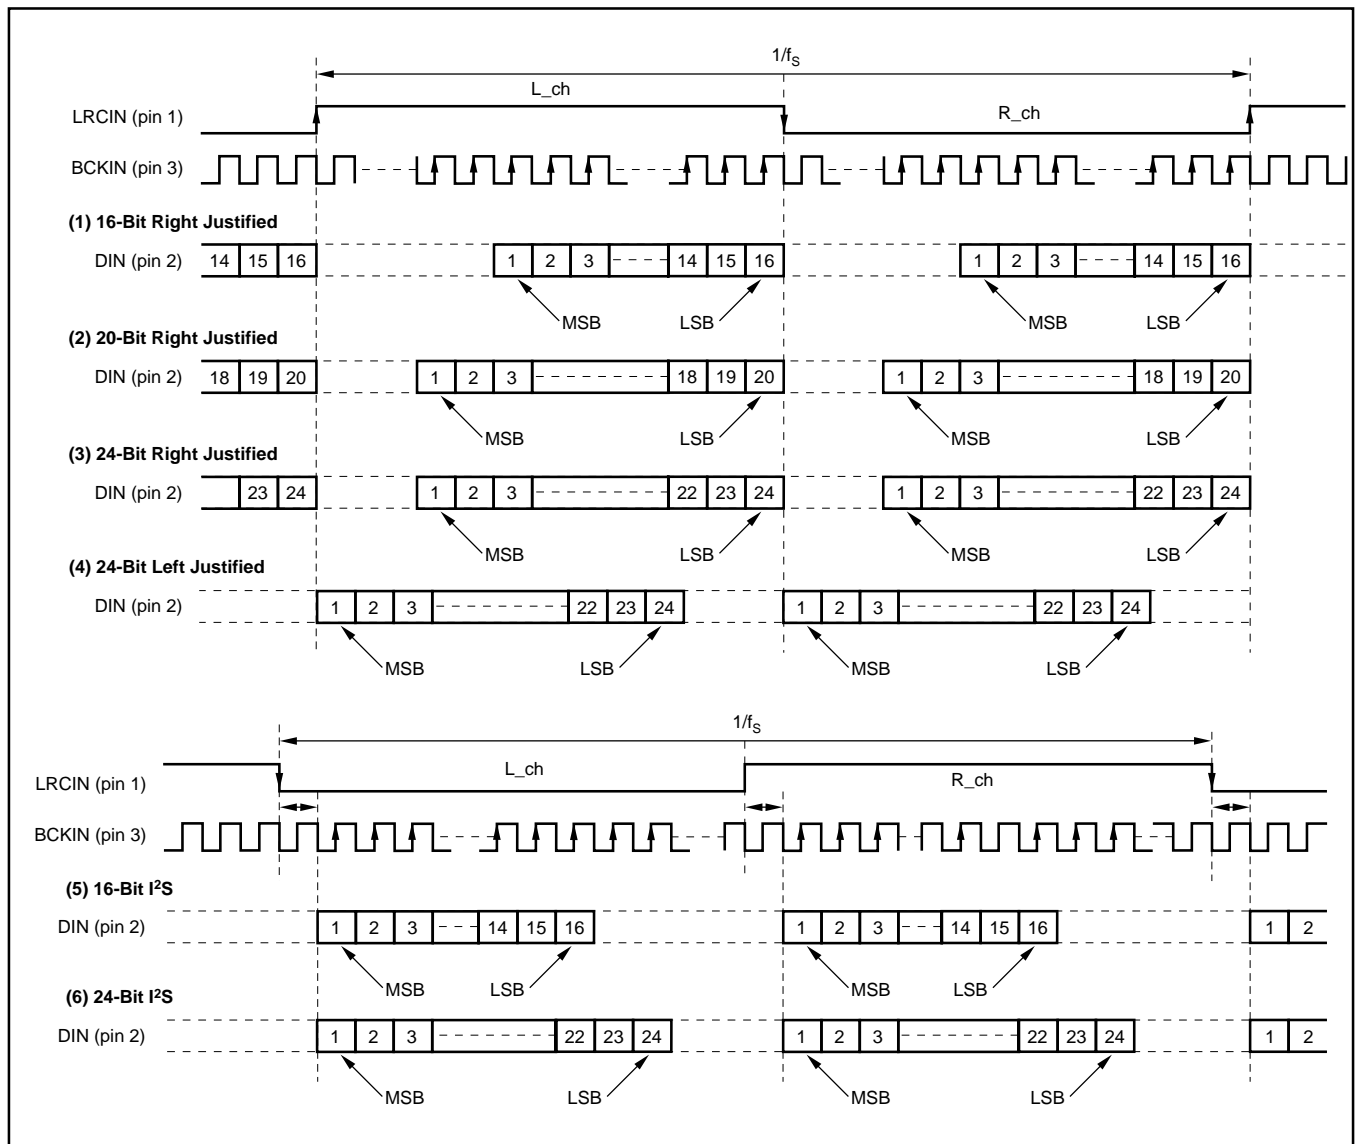 1/fS
L_ch
R_ch
LRCIN (pin 1)
BCKIN (pin 3)
(1) 16-Bit Right Justified
DIN (pin 2) 14 15 16 1 2 3 14 15 16 1 2 3 14 15 16
MSB LSB MSB LSB
(2) 20-Bit Right Justified
DIN (pin 2) 18 19 20 1 2 3 18 19 20 1 2 3 18 19 20
MSB LSB MSB LSB
(3) 24-Bit Right Justified
DIN (pin 2) 23 24 1 2 3 22 23 24 1 2 3 22 23 24
MSB LSB MSB LSB
(4) 24-Bit Left Justified
DIN (pin 2) 1 2 3 22 23 24 1 2 3 22 23 24
MSB LSB MSB LSB
1/fS
L_ch
R_ch
LRCIN (pin 1)
BCKIN (pin 3)
(5) 16-Bit I²S
DIN (pin 2) 1 2 3 14 15 16 1 2 3 14 15 16 1 2
MSB LSB MSB LSB
(6) 24-Bit I²S
DIN (pin 2) 1 2 3 22 23 24 1 2 3 22 23 24 1 2
MSB LSB MSB LSB